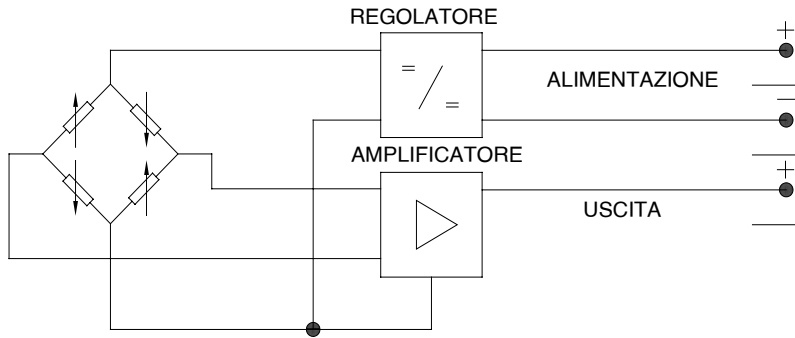 REGOLATORE
+
=
/
=
ALIMENTAZIONE
−
AMPLIFICATORE
+
USCITA